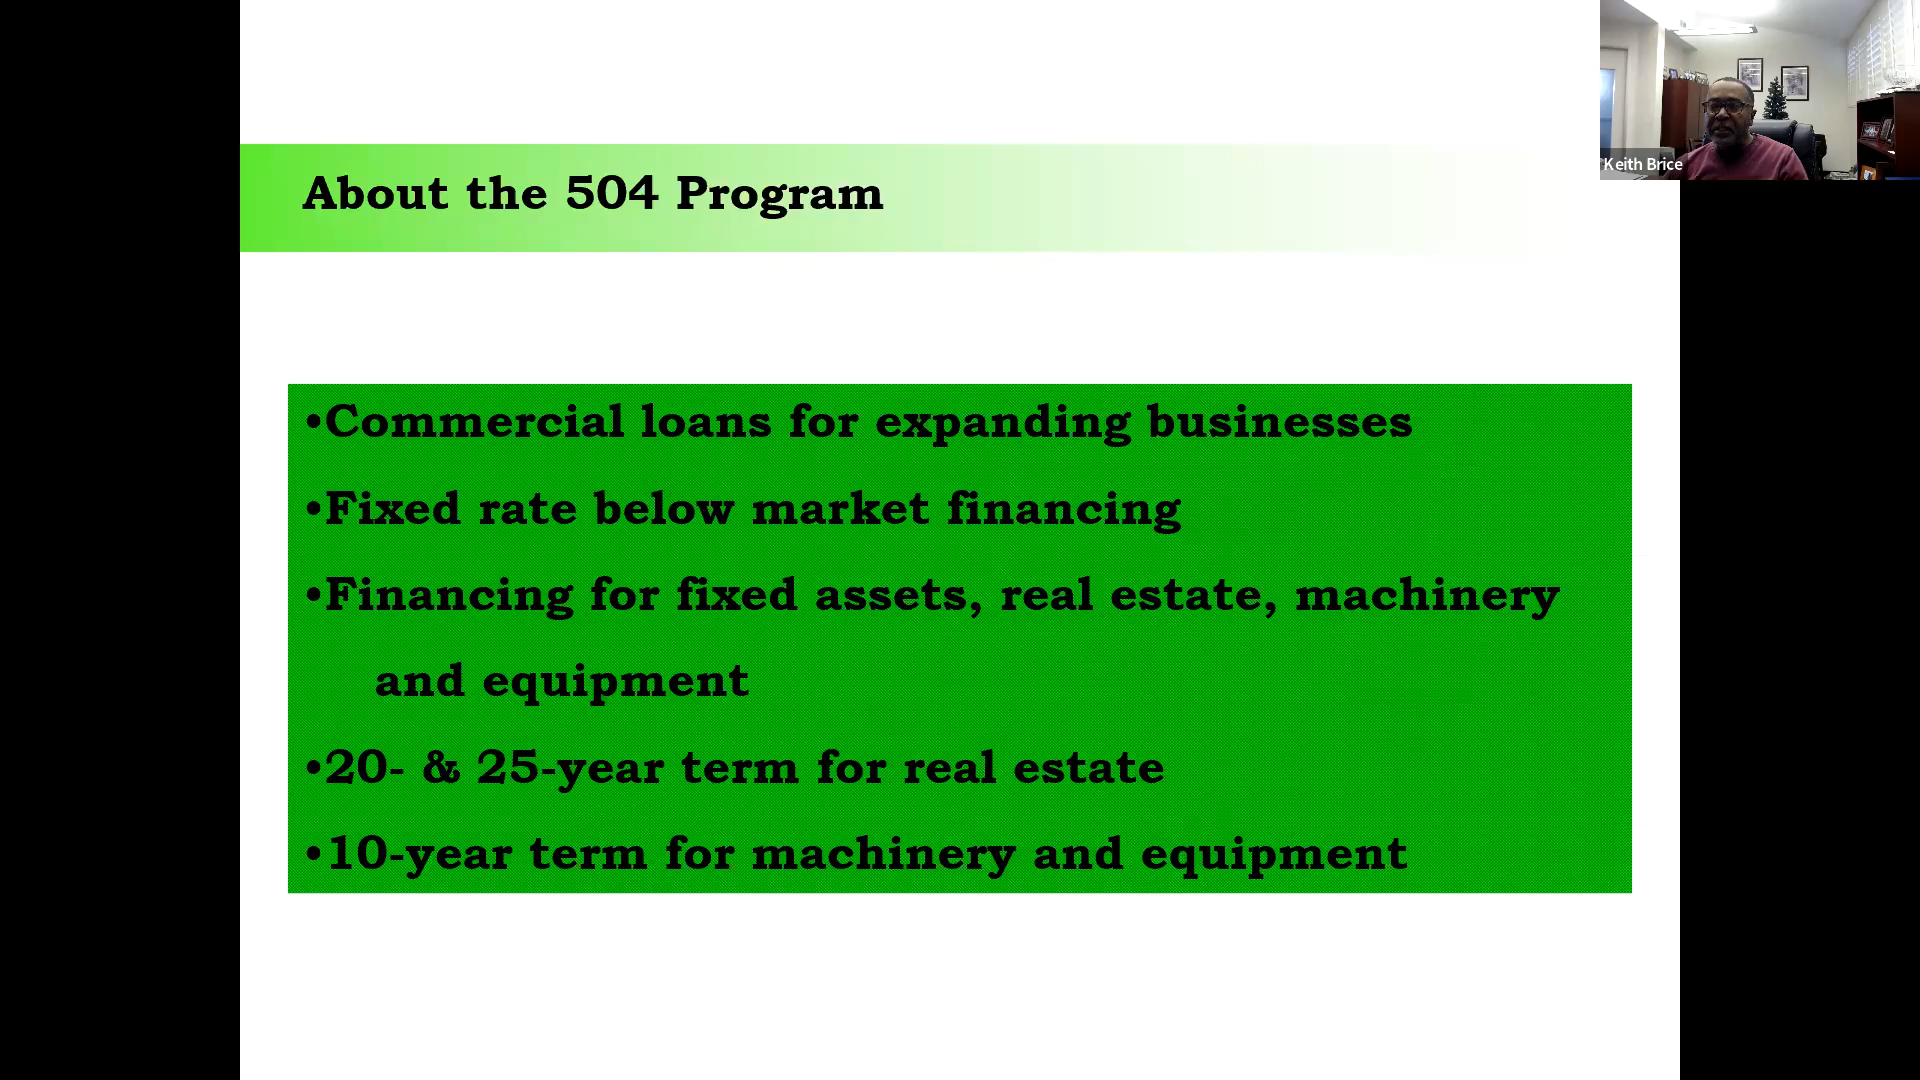 About the 504 Program
Keith Brice
•Commercial loans for expanding businesses
•Fixed rate below market financing
•Financing for fixed assets, real estate, machinery
and equipment
•20- & 25-year term for real estate
•10-year term for machinery and equipment